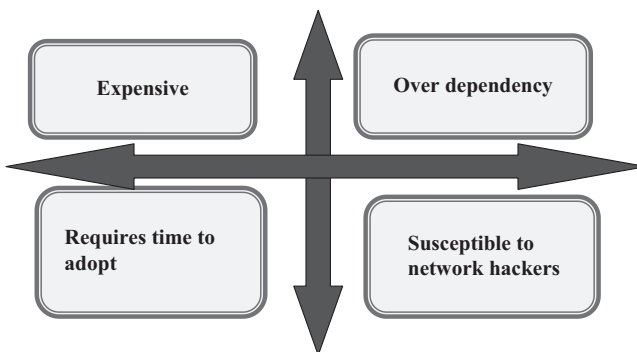 Expensive
Over dependency
Requires time to
adopt
Susceptible to
network hackers